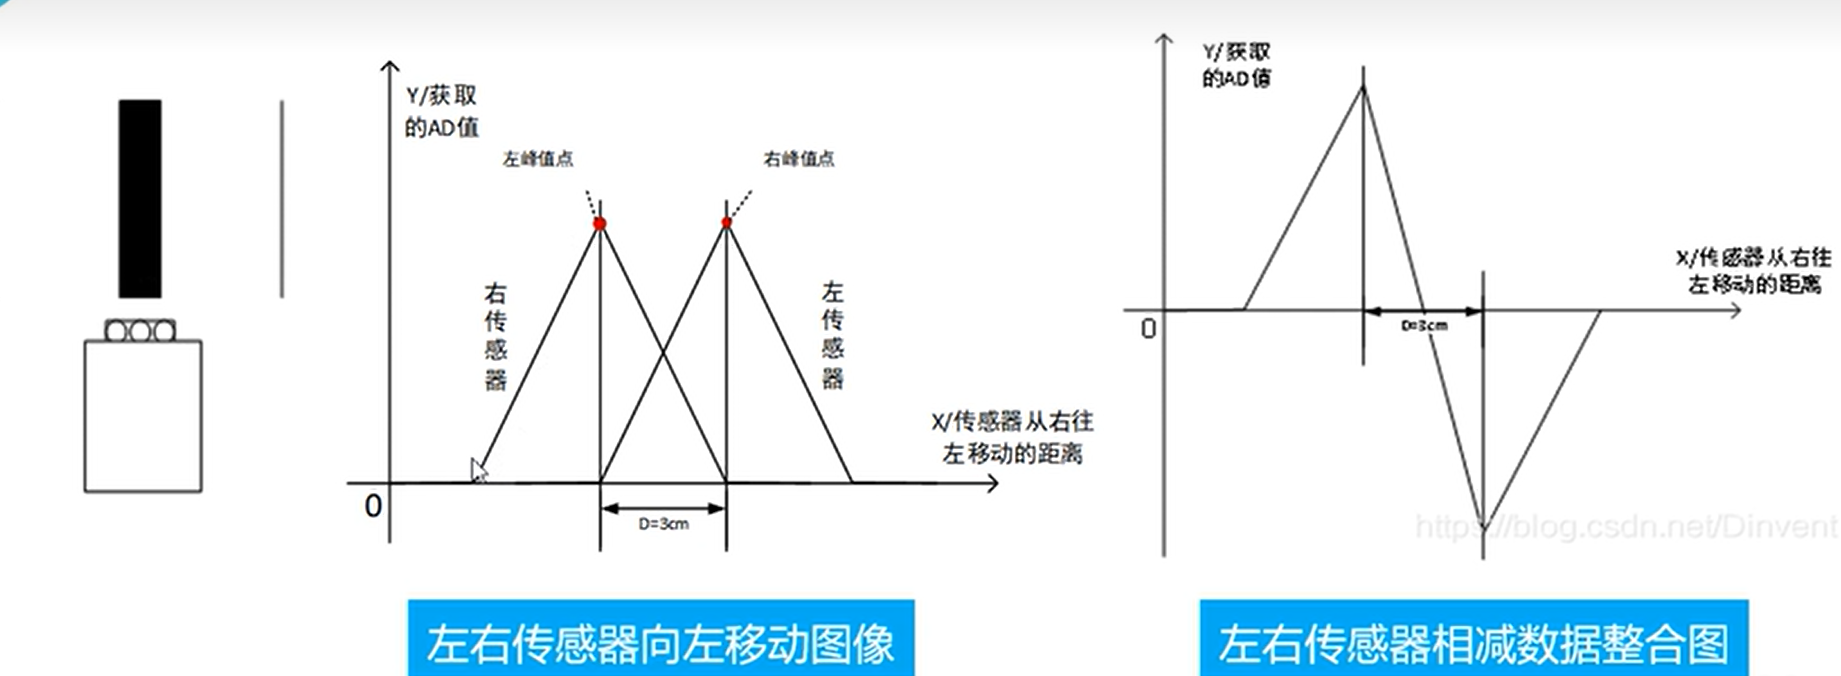 Y/获取
的AD值
左峰值点
右峰值点
右传感器
左传感器
X/传感器从右往
左移动的距离
0
D=3cm
左右传感器向左移动图像
Y/获取
的AD值
X/传感器从右往
左移动的距离
0
D=3cm
https://blog.csdn.net/Dinvent
左右传感器相减数据整合图